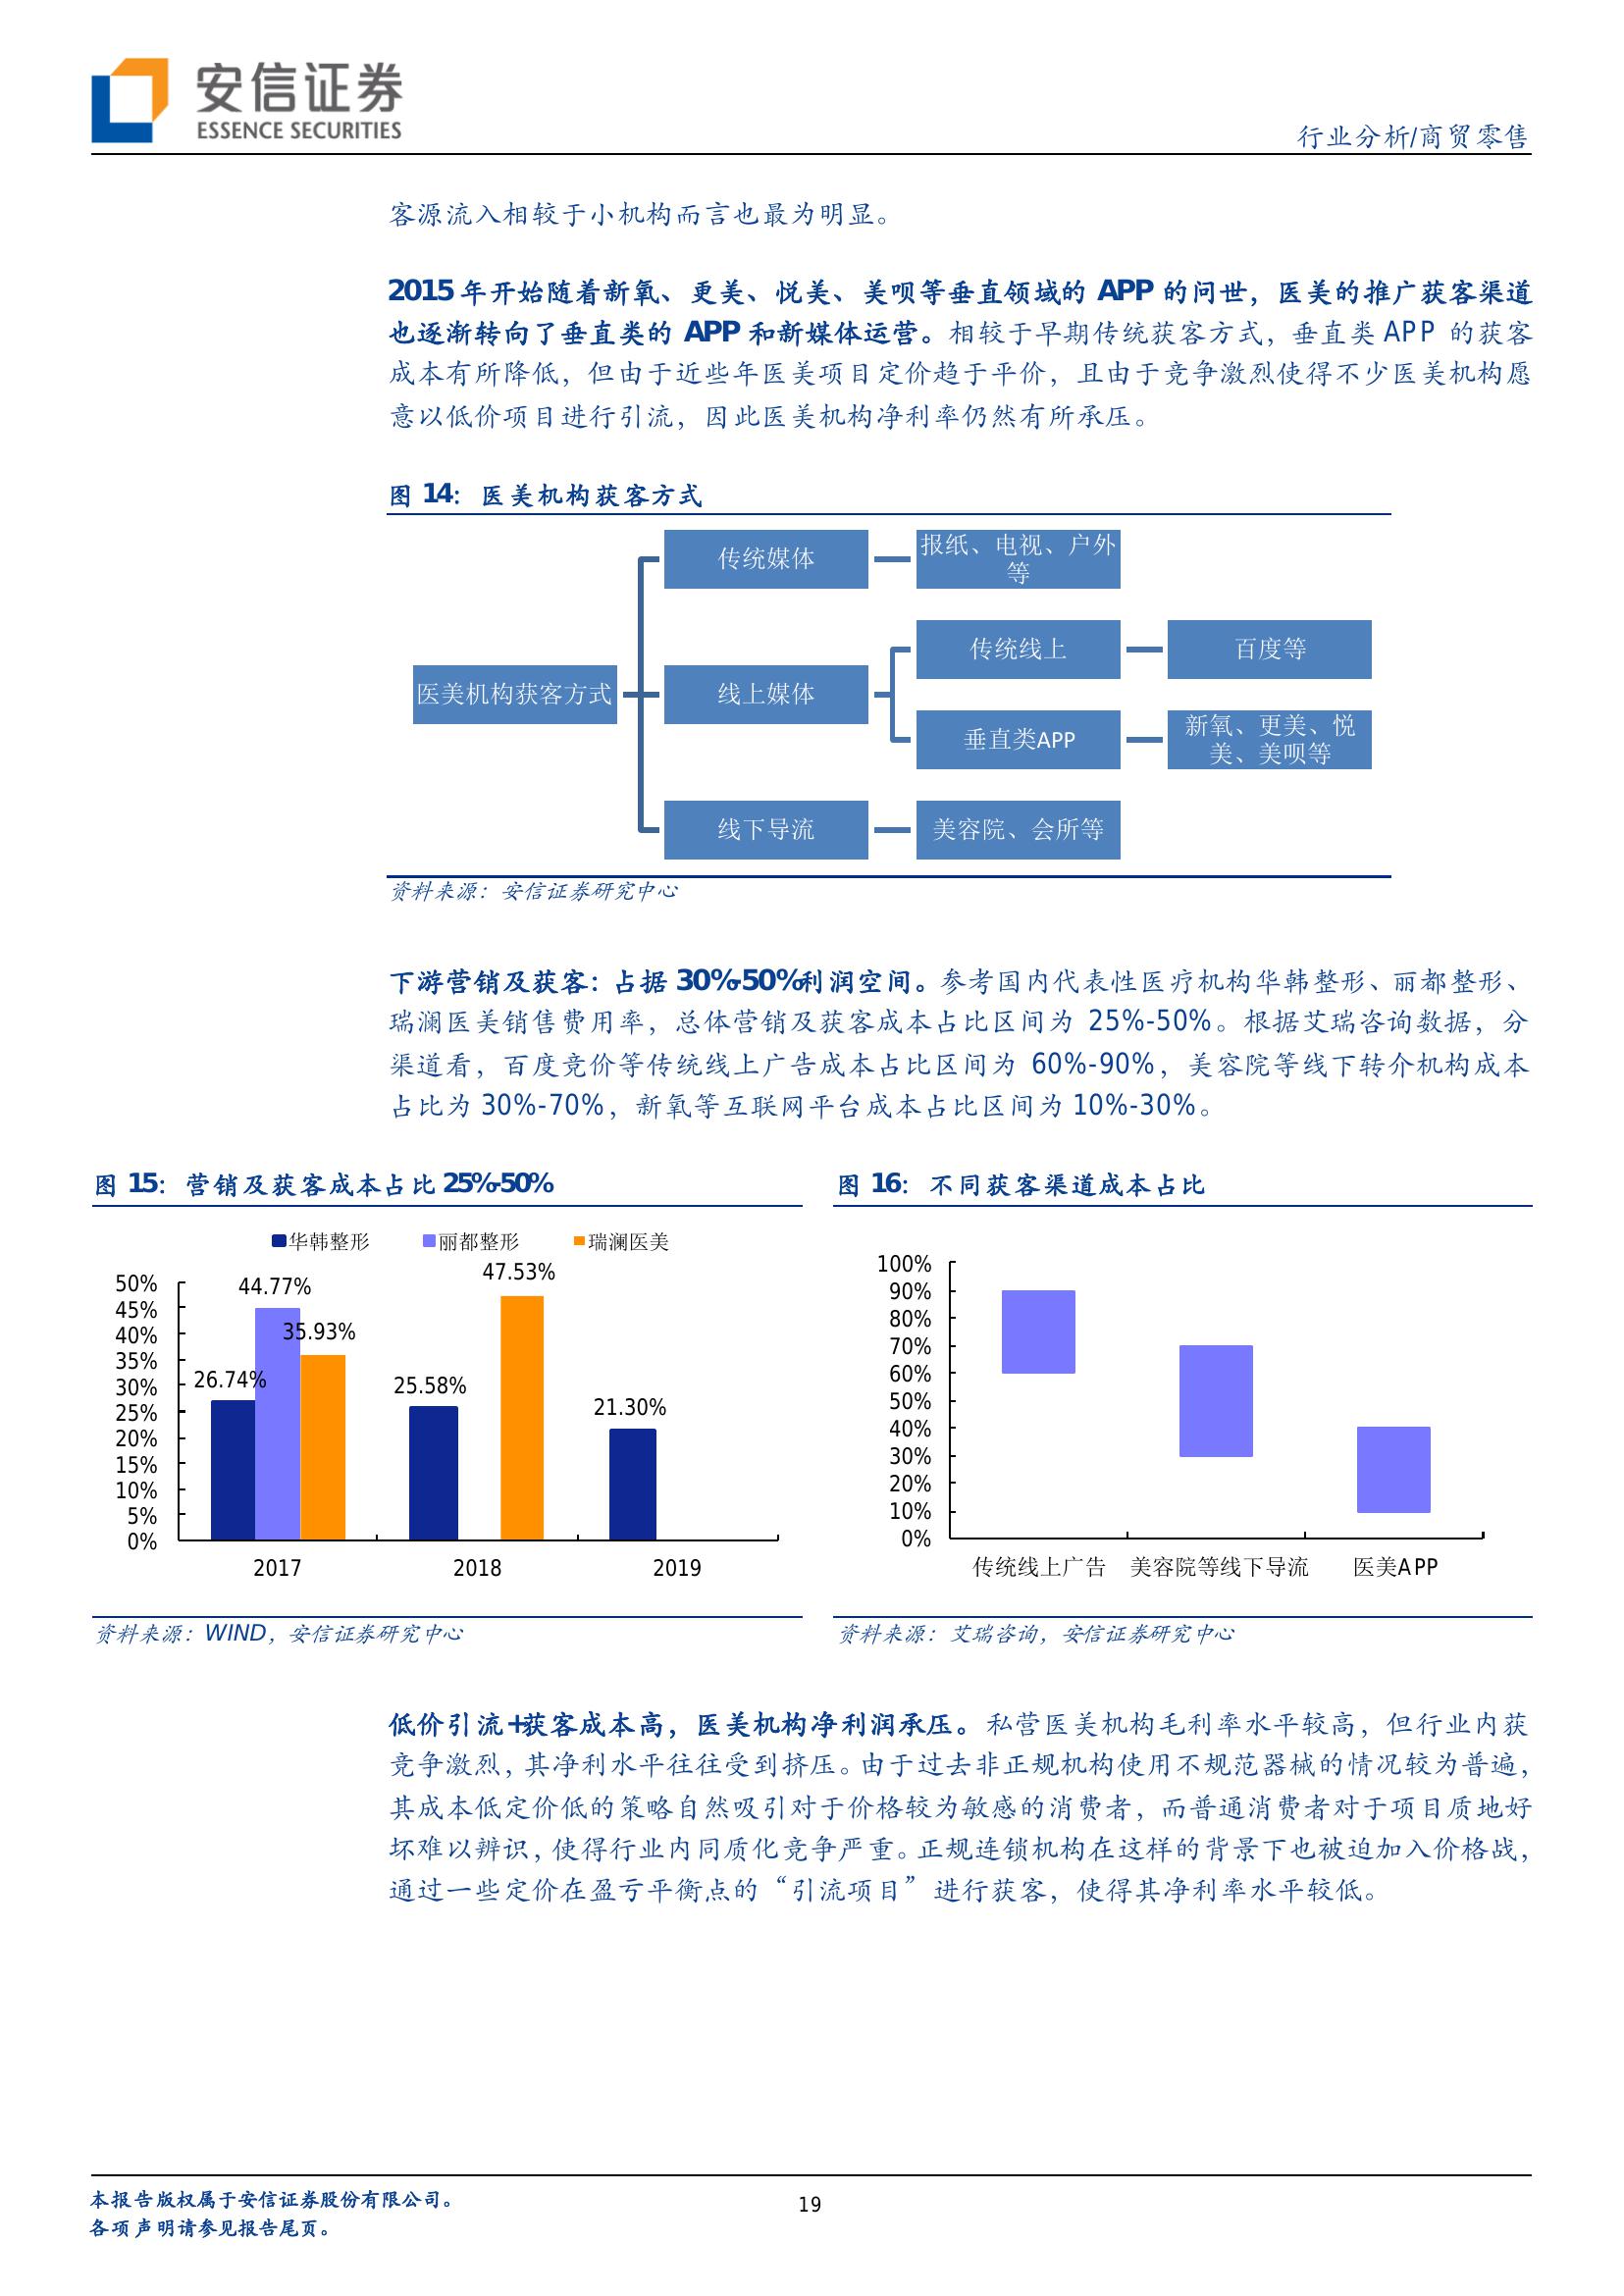 安信证券
ESSENCE SECURITIES
行业分析/商贸零售
客源流入相较于小机构而言也最为明显。
2015 年开始随着新氧、更美、悦美、美呗等垂直领域的 APP 的问世，医美的推广获客渠道
也逐渐转向了垂直类的 APP 和新媒体运营。相较于早期传统获客方式，垂直类 APP 的获客
成本有所降低，但由于近些年医美项目定价趋于平价，且由于竞争激烈使得不少医美机构愿
意以低价项目进行引流，因此医美机构净利率仍然有所承压。
图 14：医美机构获客方式
传统媒体
报纸、电视、户外
等
传统线上
百度等
医美机构获客方式
线上媒体
垂直类APP
新氧、更美、悦
美、美呗等
线下导流
美容院、会所等
资料来源：安信证券研究中心
下游营销及获客：占据 30%-50%利润空间。参考国内代表性医疗机构华韩整形、丽都整形、
瑞澜医美销售费用率，总体营销及获客成本占比区间为 25%-50%。根据艾瑞咨询数据，分
渠道看，百度竞价等传统线上广告成本占比区间为 60%-90%，美容院等线下转介机构成本
占比为 30%-70%，新氧等互联网平台成本占比区间为 10%-30%。
图 15：营销及获客成本占比 25%-50%
华韩整形 丽都整形 瑞澜医美
50%
45%
40%
35%
30%
25%
20%
15%
10%
5%
0%
26.74%
44.77%
35.93%
25.58%
47.53%
21.30%
2017 2018 2019
资料来源：WIND，安信证券研究中心
图 16：不同获客渠道成本占比
100%
90%
80%
70%
60%
50%
40%
30%
20%
10%
0%
传统线上广告 美容院等线下导流 医美APP
资料来源：艾瑞咨询，安信证券研究中心
低价引流+获客成本高，医美机构净利润承压。私营医美机构毛利率水平较高，但行业内获
竞争激烈，其净利水平往往受到挤压。由于过去非正规机构使用不规范器械的情况较为普遍，
其成本低定价低的策略自然吸引对于价格较为敏感的消费者，而普通消费者对于项目质地好
坏难以辨识，使得行业内同质化竞争严重。正规连锁机构在这样的背景下也被迫加入价格战，
通过一些定价在盈亏平衡点的“引流项目”进行获客，使得其净利率水平较低。
本报告版权属于安信证券股份有限公司。
各项声明请参见报告尾页。
19